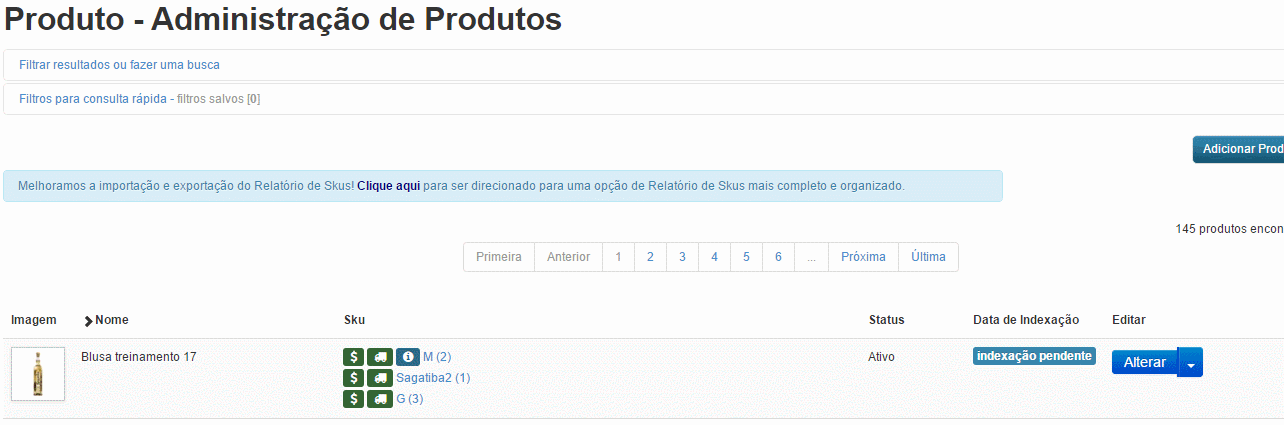 Produto - Administração de Produtos
Filtrar resultados ou fazer uma busca
Filtros para consulta rápida - filtros salvos [0]
Adicionar Prod
Melhoramos a importação e exportação do Relatório de Skus! Clique aqui para ser direcionado para uma opção de Relatório de Skus mais completo e organizado.
145 produtos encon
Primeira Anterior 1 2 3 4 5 6 ... Próxima Última
Imagem Nome Sku Status Data de Indexação Editar
Blusa treinamento 17 $ M (2) Ativo indexação pendente Alterar
$ Sagatiba2 (1)
$ G (3)